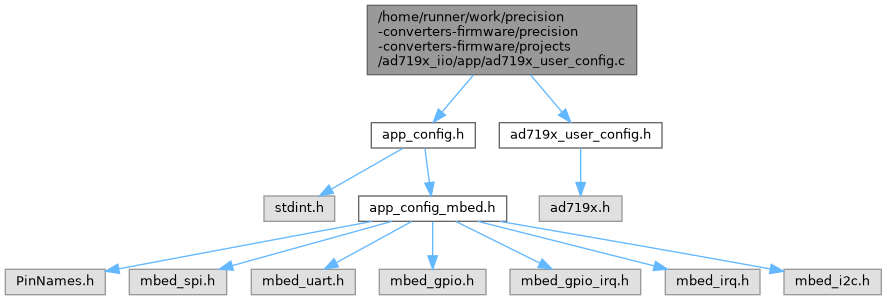 /home/runner/work/precision
-converters-firmware/precision
-converters-firmware/projects
/ad719x_iio/app/ad719x_user_config.c
app_config.h
ad719x_user_config.h
stdint.h
app_config_mbed.h
ad719x.h
PinNames.h
mbed_spi.h
mbed_uart.h
mbed_gpio.h
mbed_gpio_irq.h
mbed_irq.h
mbed_i2c.h